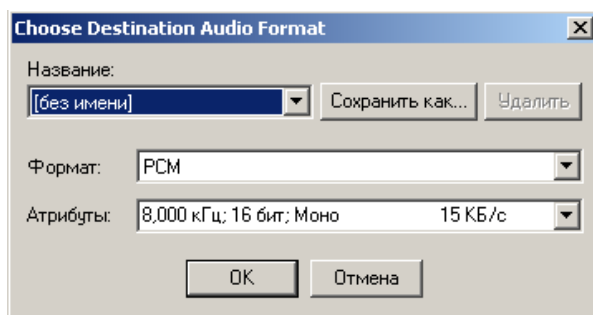 Choose Destination Audio Format
Название:
[без имени] Сохранить как... Удалить
Формат: PCM
Атрибуты: 8,000 кГц; 16 бит; Моно 15 КБ/с
OK Отмена